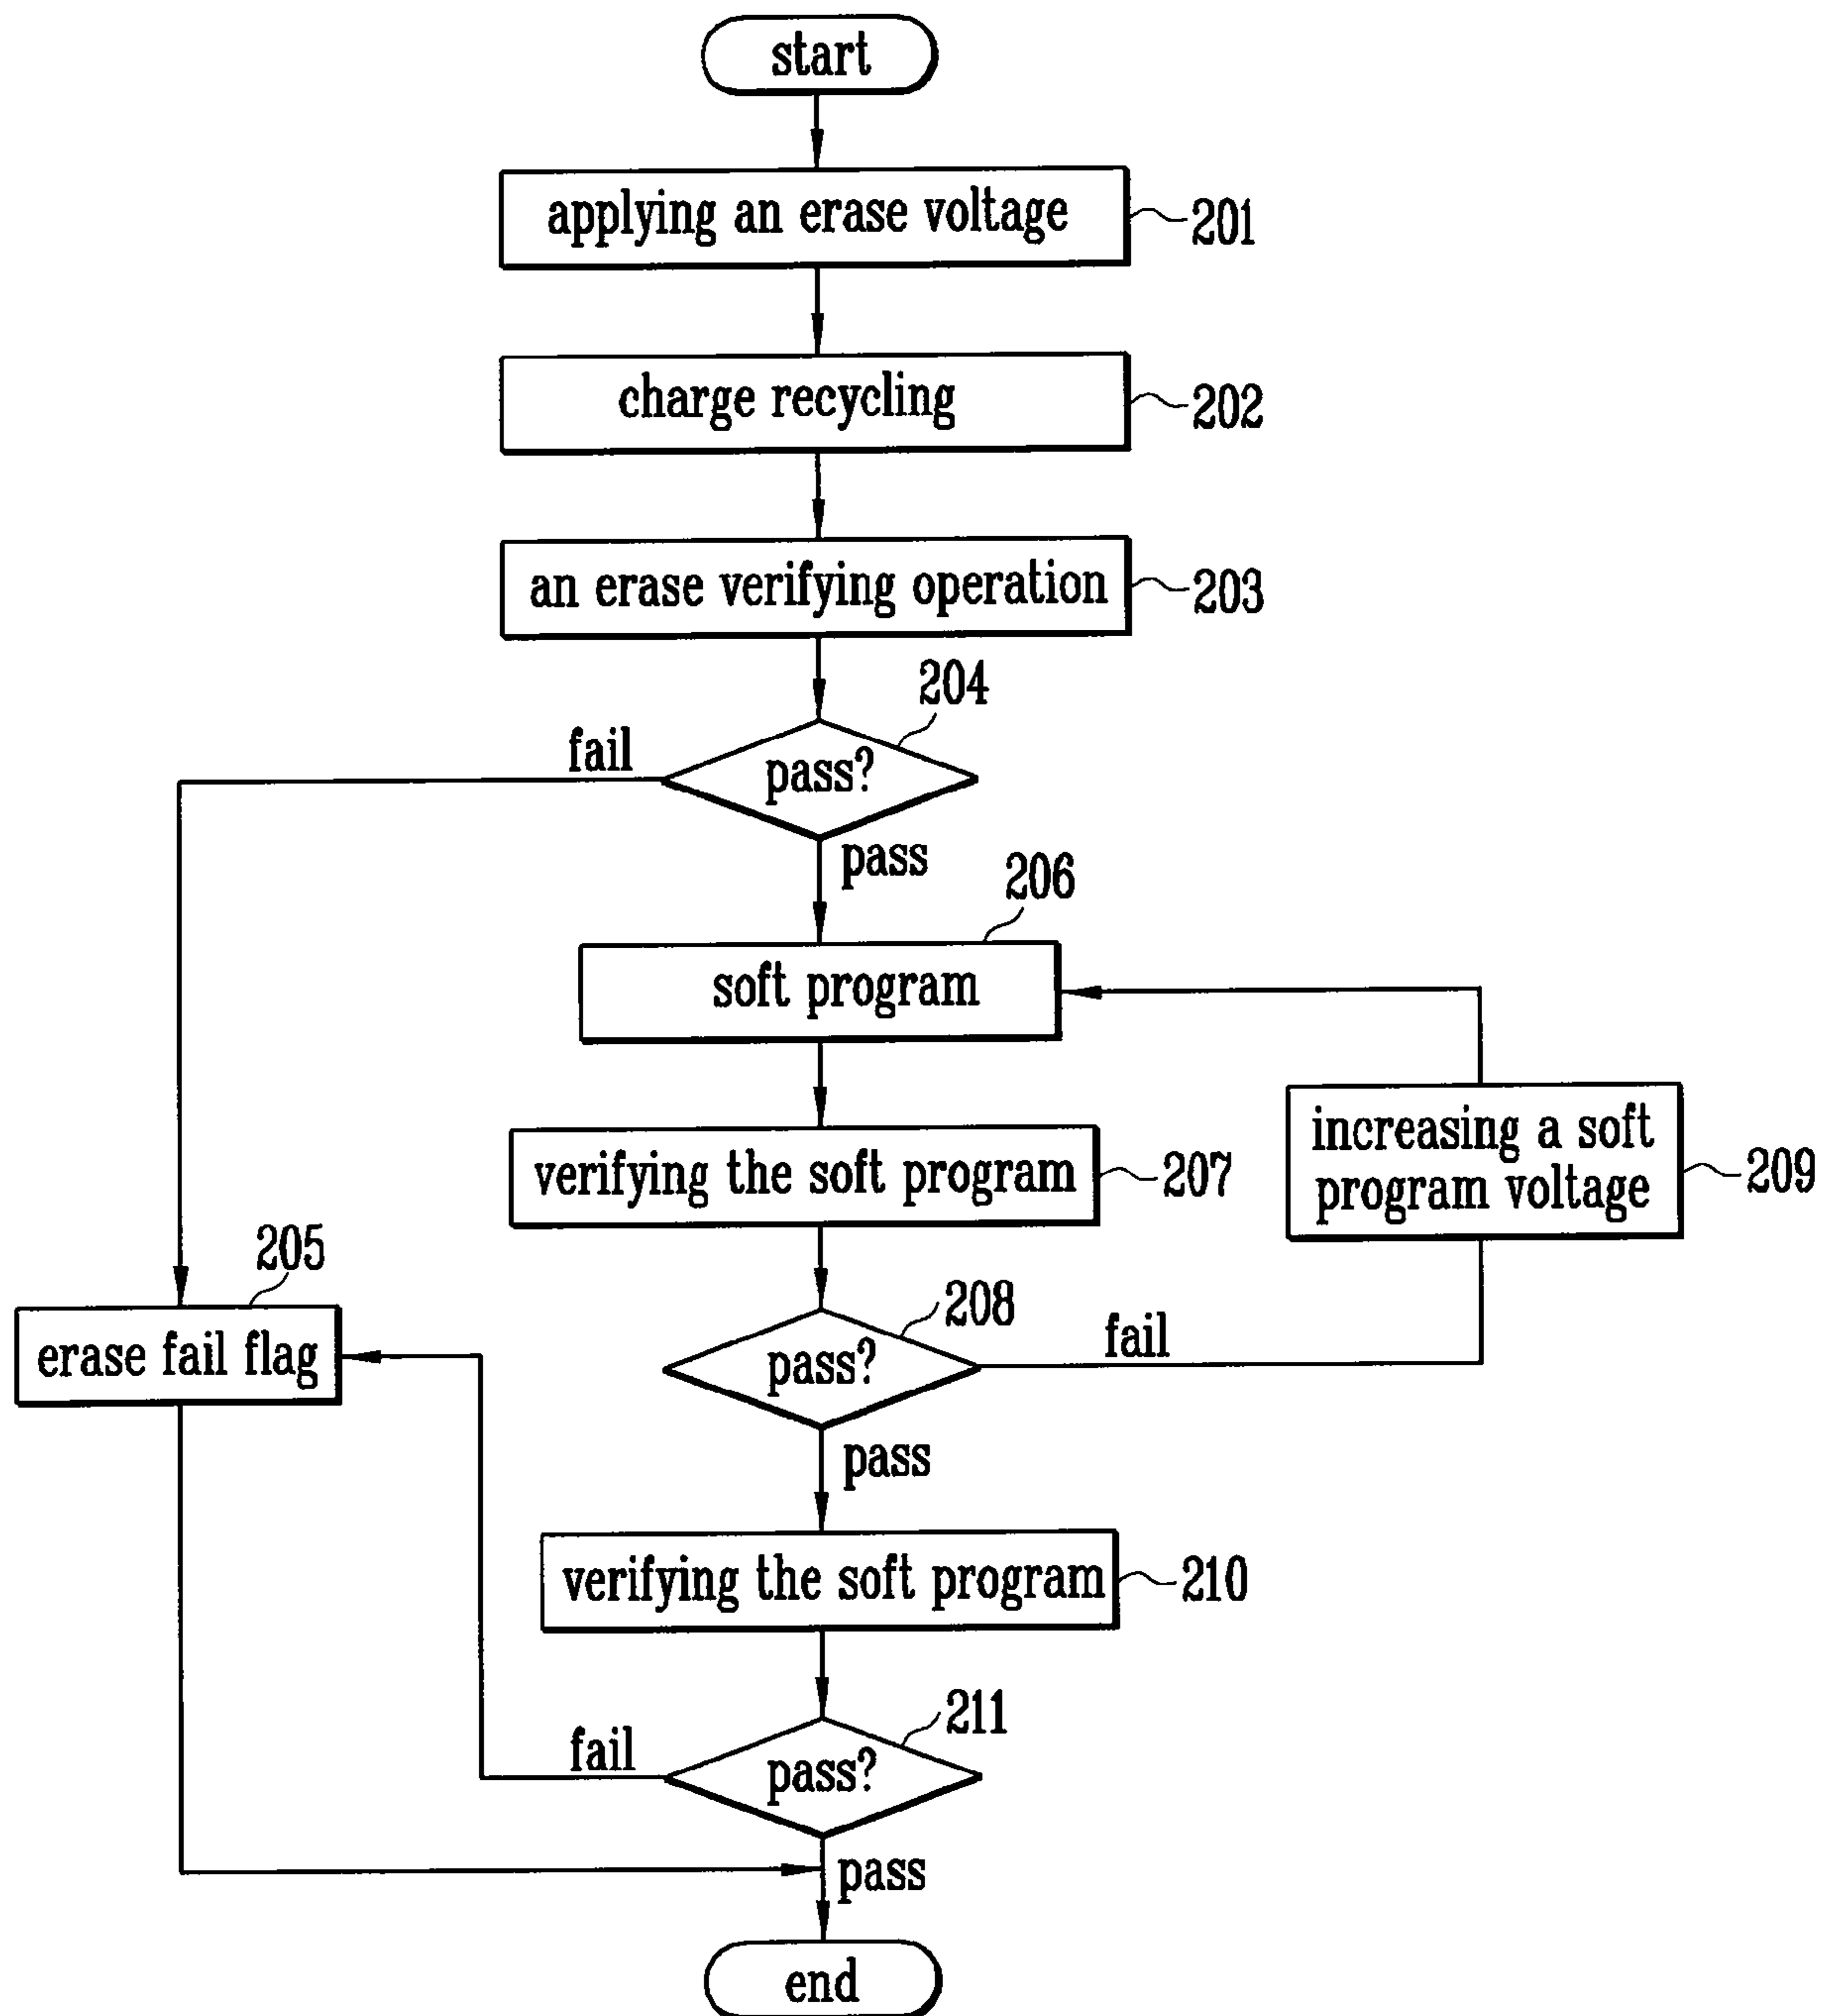 start
applying an erase voltage
201
charge recycling
202
an erase verifying operation
203
204
fail
pass?
pass
206
soft program
increasing a soft
program voltage
209
verifying the soft program
207
205
erase fail flag
208
pass?
fail
pass
verifying the soft program
210
211
fail
pass?
pass
end